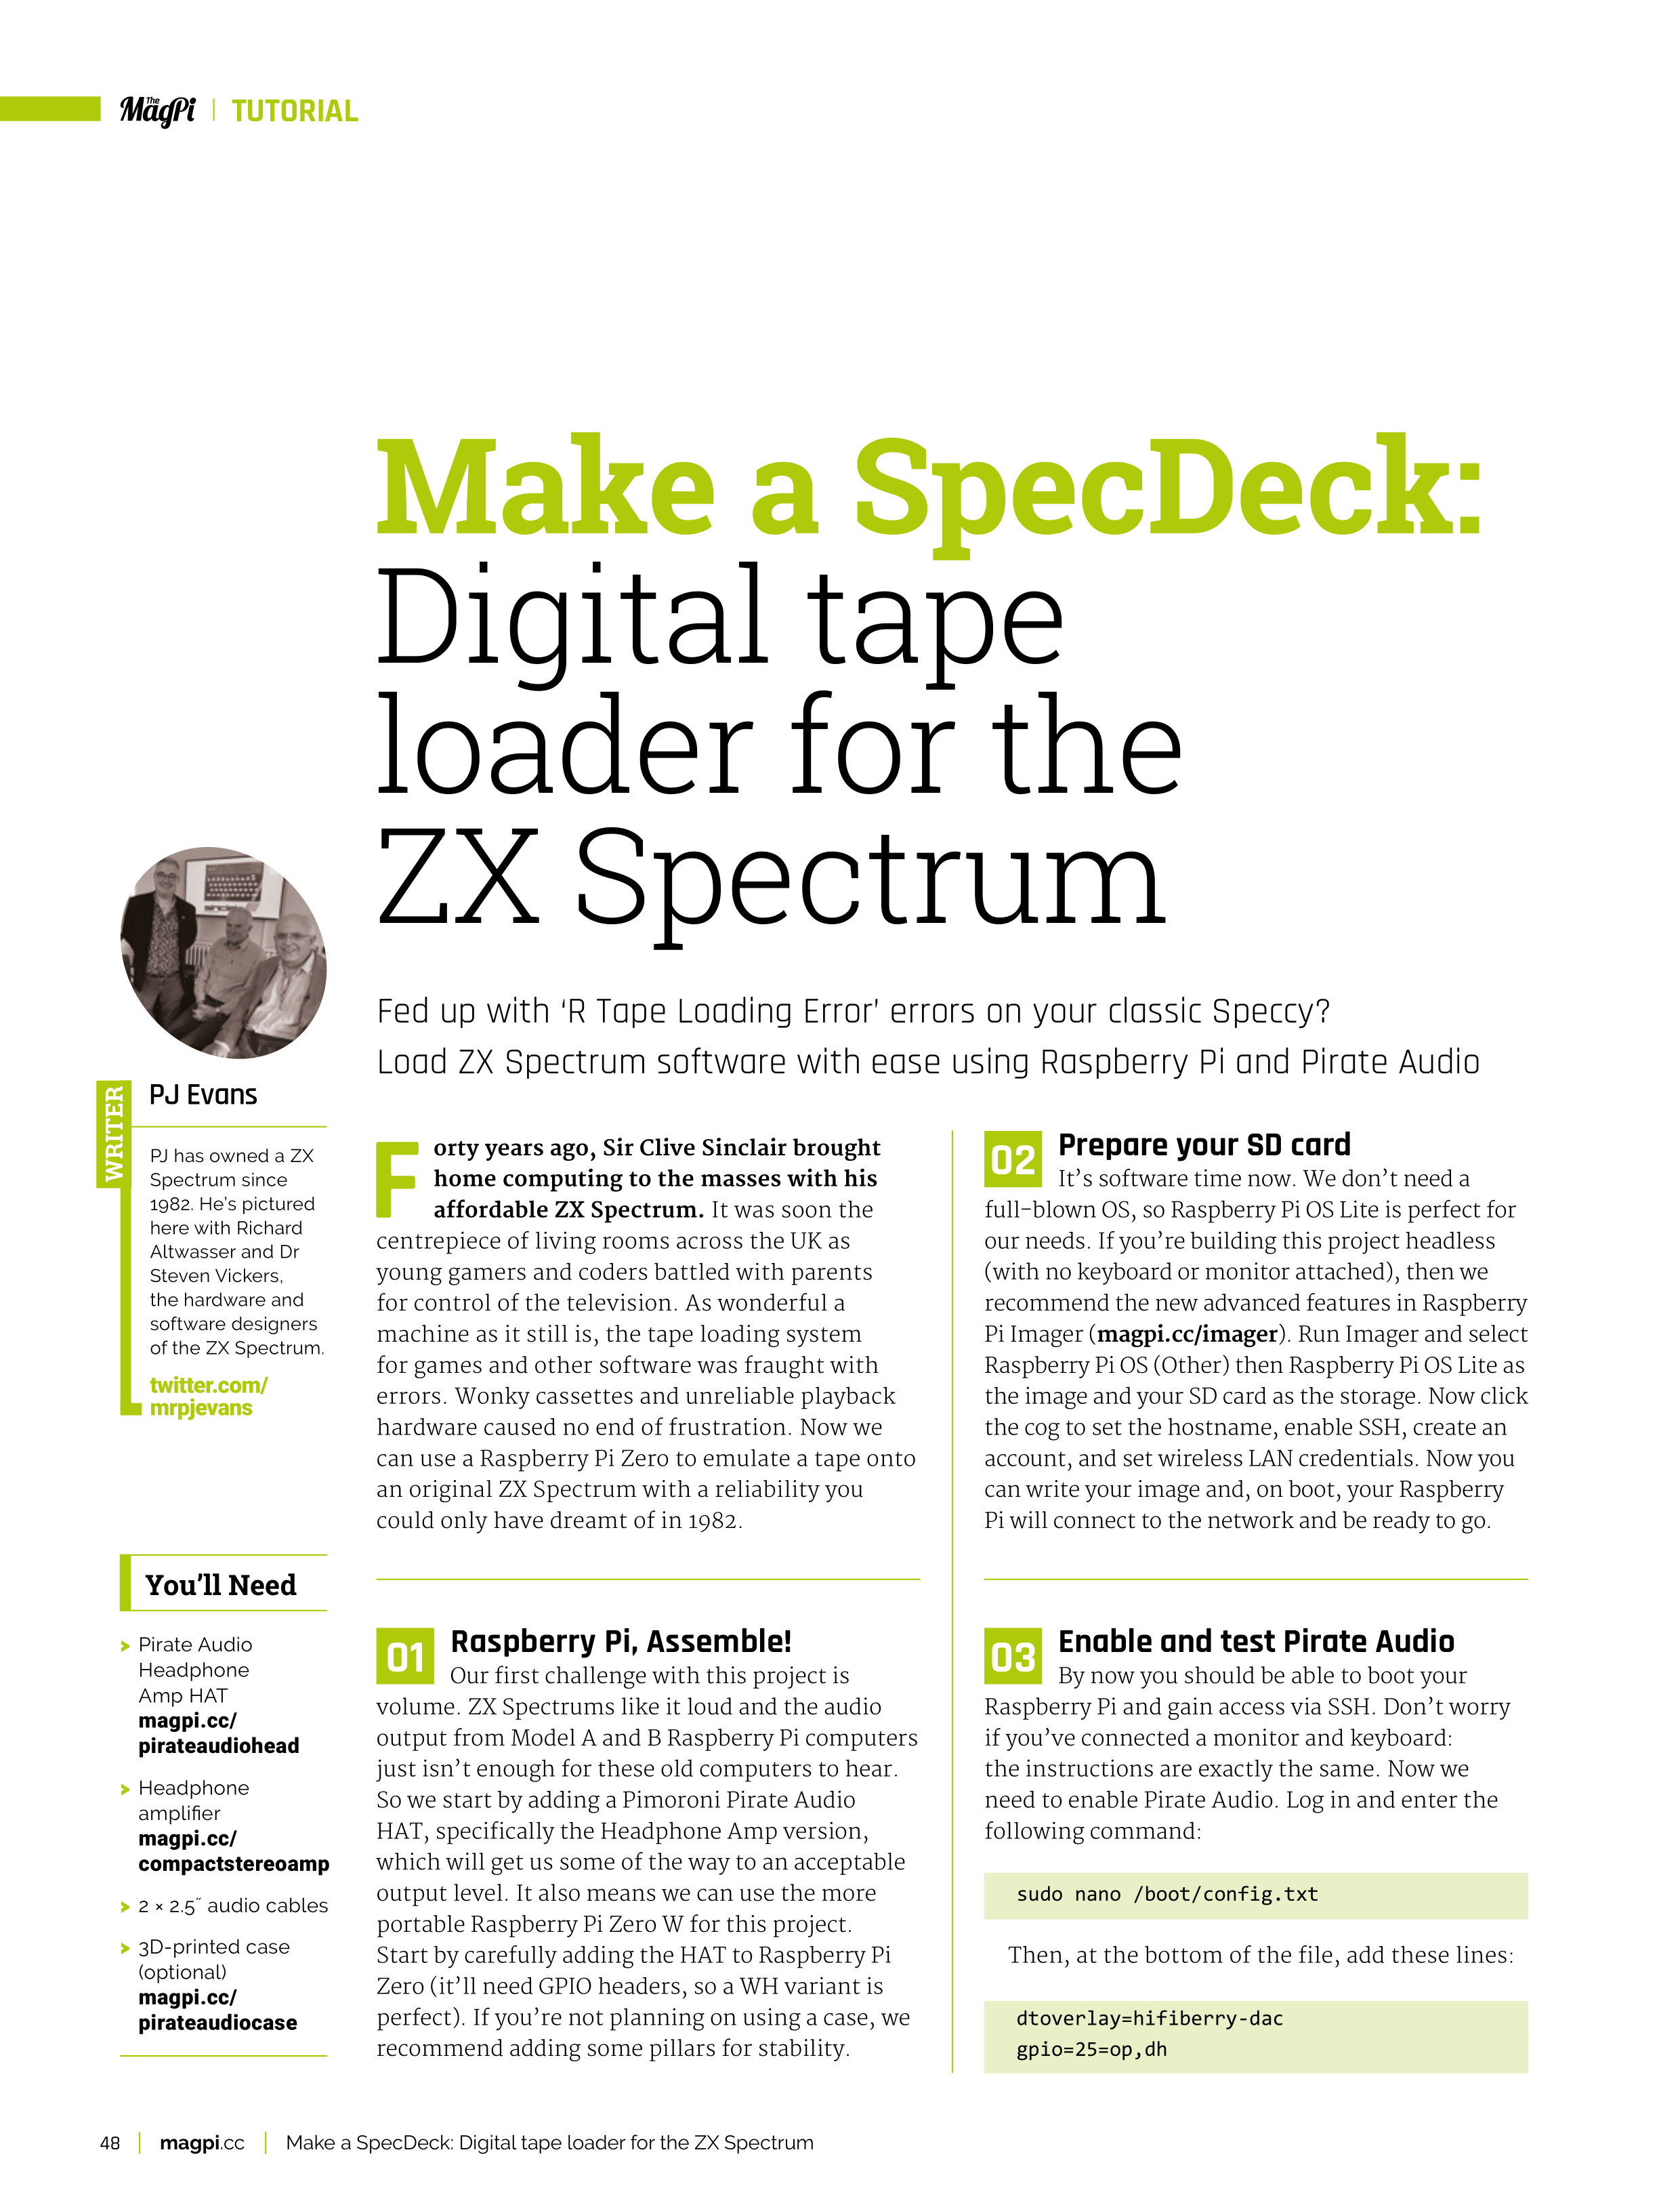 The MagPi
TUTORIAL
Make a SpecDeck:
Digital tape
loader for the
ZX Spectrum
Fed up with ‘R Tape Loading Error’ errors on your classic Speccy?
Load ZX Spectrum software with ease using Raspberry Pi and Pirate Audio
WRITER
PJ Evans
PJ has owned a ZX
Spectrum since
1982. He’s pictured
here with Richard
Altwasser and Dr
Steven Vickers,
the hardware and
software designers
of the ZX Spectrum.
twitter.com/
mrpjevans
You’ll Need
> Pirate Audio
Headphone
Amp HAT
magpi.cc/
pirateaudiohead
> Headphone
amplifier
magpi.cc/
compactstereoamp
> 2 × 2.5˝ audio cables
> 3D-printed case
(optional)
magpi.cc/
pirateaudiocase
Forty years ago, Sir Clive Sinclair brought
home computing to the masses with his
affordable ZX Spectrum. It was soon the
centrepiece of living rooms across the UK as
young gamers and coders battled with parents
for control of the television. As wonderful a
machine as it still is, the tape loading system
for games and other software was fraught with
errors. Wonky cassettes and unreliable playback
hardware caused no end of frustration. Now we
can use a Raspberry Pi Zero to emulate a tape onto
an original ZX Spectrum with a reliability you
could only have dreamt of in 1982.
01 Raspberry Pi, Assemble!
Our first challenge with this project is
volume. ZX Spectrums like it loud and the audio
output from Model A and B Raspberry Pi computers
just isn’t enough for these old computers to hear.
So we start by adding a Pimoroni Pirate Audio
HAT, specifically the Headphone Amp version,
which will get us some of the way to an acceptable
output level. It also means we can use the more
portable Raspberry Pi Zero W for this project.
Start by carefully adding the HAT to Raspberry Pi
Zero (it’ll need GPIO headers, so a WH variant is
perfect). If you’re not planning on using a case, we
recommend adding some pillars for stability.
02 Prepare your SD card
It’s software time now. We don’t need a
full-blown OS, so Raspberry Pi OS Lite is perfect for
our needs. If you’re building this project headless
(with no keyboard or monitor attached), then we
recommend the new advanced features in Raspberry
Pi Imager (magpi.cc/imager). Run Imager and select
Raspberry Pi OS (Other) then Raspberry Pi OS Lite as
the image and your SD card as the storage. Now click
the cog to set the hostname, enable SSH, create an
account, and set wireless LAN credentials. Now you
can write your image and, on boot, your Raspberry
Pi will connect to the network and be ready to go.
03 Enable and test Pirate Audio
By now you should be able to boot your
Raspberry Pi and gain access via SSH. Don’t worry
if you’ve connected a monitor and keyboard:
the instructions are exactly the same. Now we
need to enable Pirate Audio. Log in and enter the
following command:
sudo nano /boot/config.txt
Then, at the bottom of the file, add these lines:
dtoverlay=hifiberry-dac
gpio=25=op,dh
48
magpi.cc
Make a SpecDeck: Digital tape loader for the ZX Spectrum